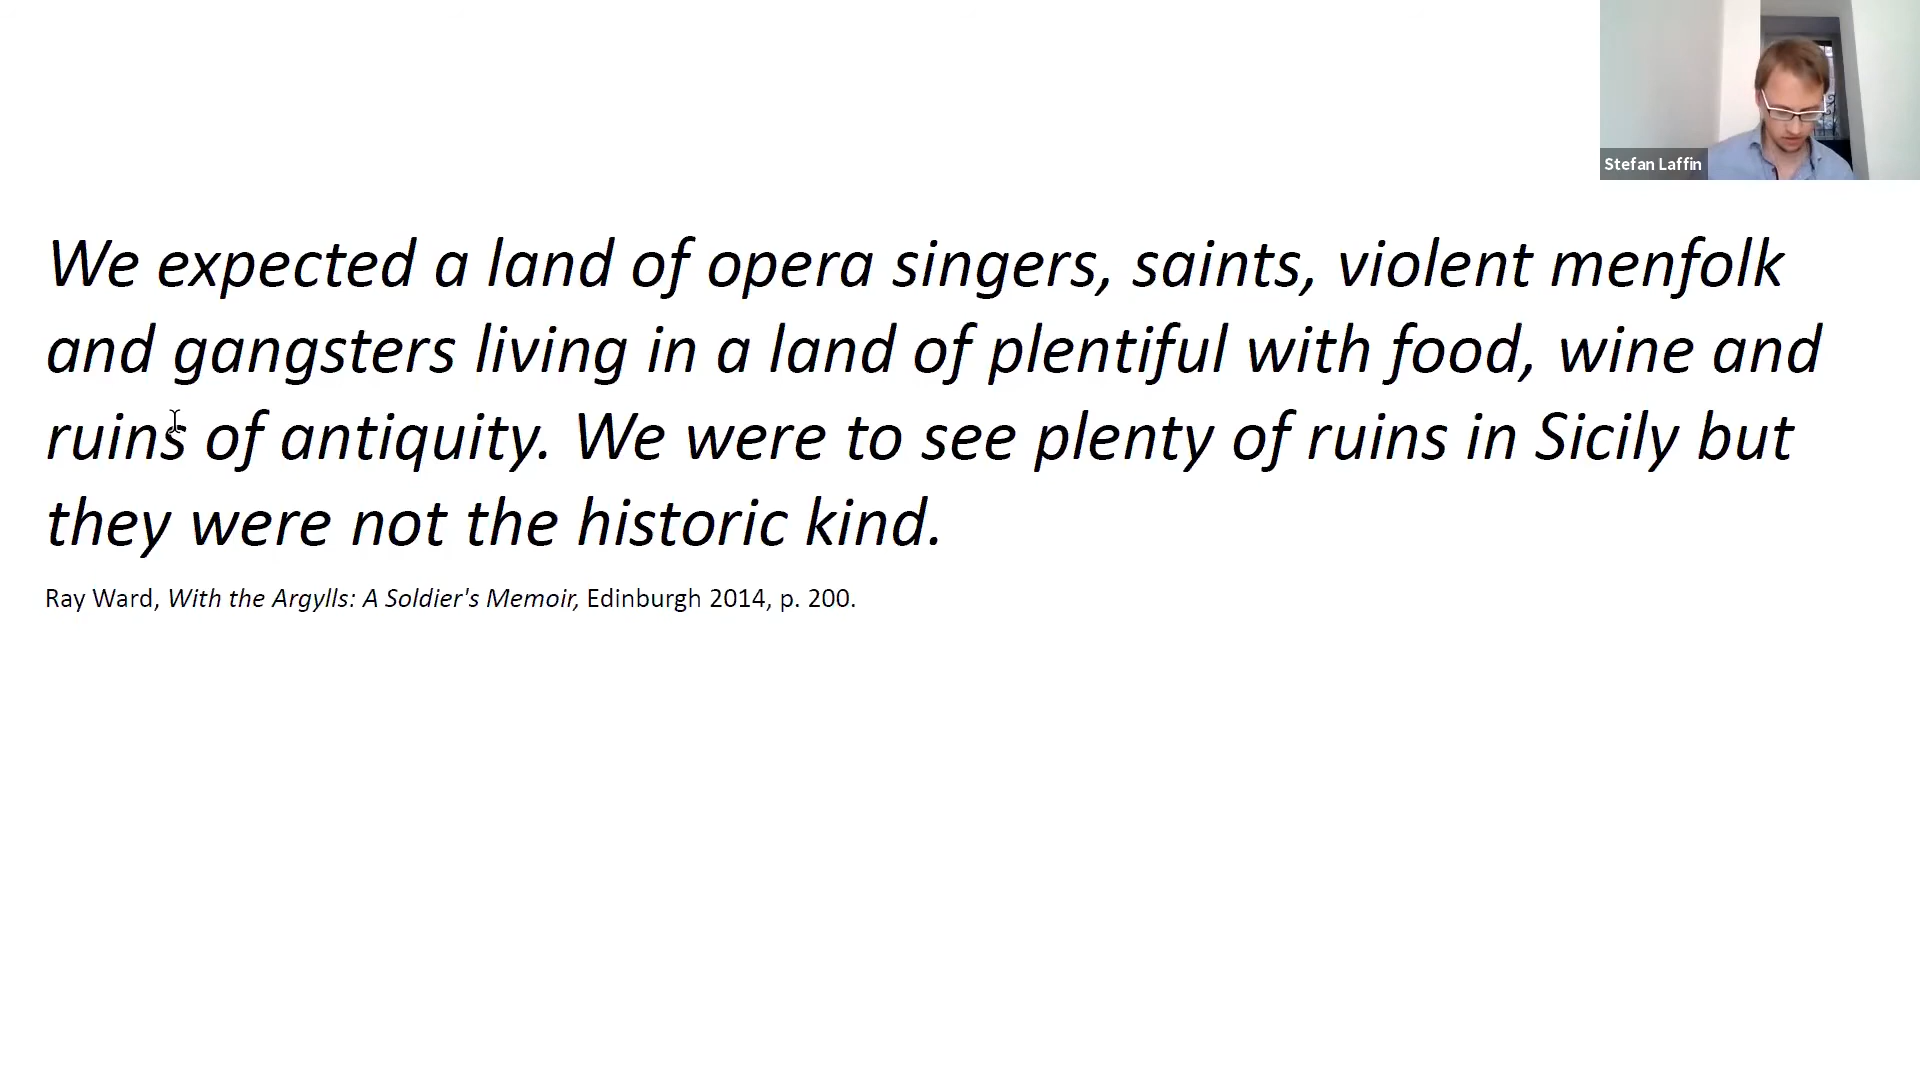 Stefan Laffin
We expected a land of opera singers, saints, violent menfolk
and gangsters living in a land of plentiful with food, wine and
ruins of antiquity. We were to see plenty of ruins in Sicily but
they were not the historic kind.
Ray Ward, With the Argylls: A Soldier's Memoir, Edinburgh 2014, p. 200.